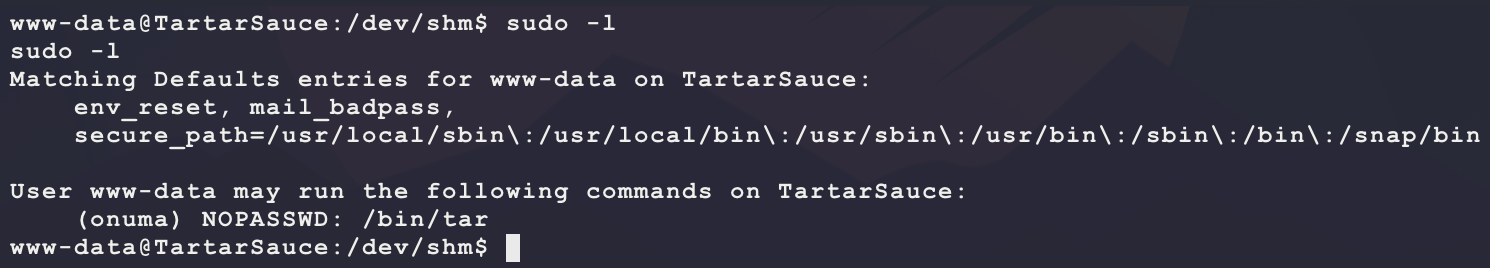 www-data@TartarSauce:/dev/shm$ sudo -l
sudo -l
Matching Defaults entries for www-data on TartarSauce:
    env_reset, mail_badpass,
    secure_path=/usr/local/sbin\:/usr/local/bin\:/usr/sbin\:/usr/bin\:/sbin\:/bin\:/snap/bin

User www-data may run the following commands on TartarSauce:
    (onuma) NOPASSWD: /bin/tar
www-data@TartarSauce:/dev/shm$